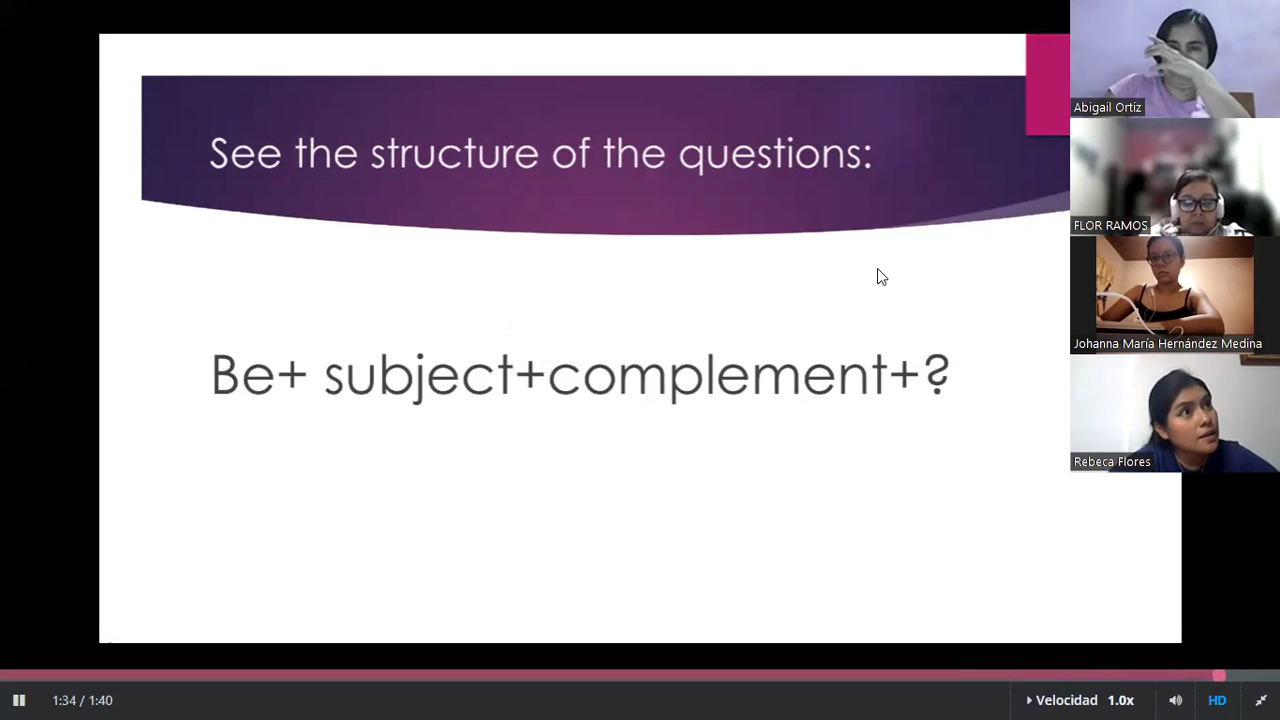 See the structure of the questions:
Be+ subject+complement+?
Abigail Ortiz
FLOR RAMOS
Johanna María Hernández Medina
Rebeca Flores
1:34 / 1:40
Velocidad 1.0x
HD